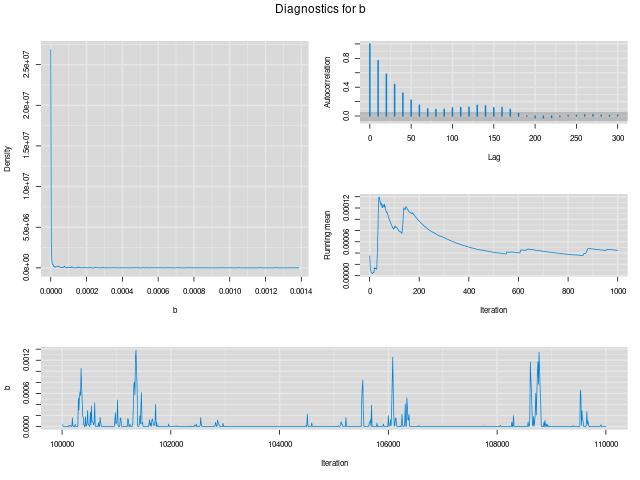 Diagnostics for b
Density
0.0e+00
5.0e+06
1.0e+07
1.5e+07
2.0e+07
2.5e+07
0.0000
0.0002
0.0004
0.0006
0.0008
0.0010
0.0012
0.0014
b
Autocorrelation
0.0
0.4
0.8
0
50
100
150
200
250
300
Lag
Running mean
0.00000
0.00006
0.00012
0
200
400
600
800
1000
Iteration
b
0.0000
0.0006
0.0012
100000
102000
104000
106000
108000
110000
Iteration